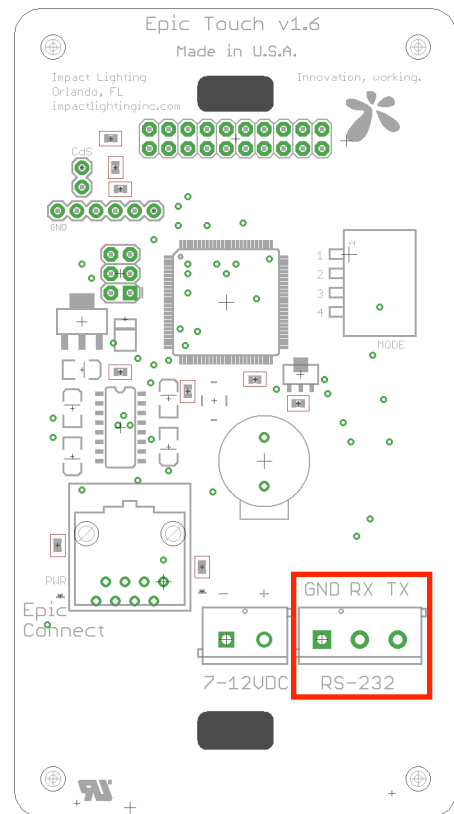 Epic Touch v1.6
Made in U.S.A.
Impact Lighting
Orlando, FL
impactlightinginc.com
Innovation, working.
CdS
GND
1
2
3
4
MODE
PWR
Epic
Connect
- +
7-12VDC
GND RX TX
RS-232